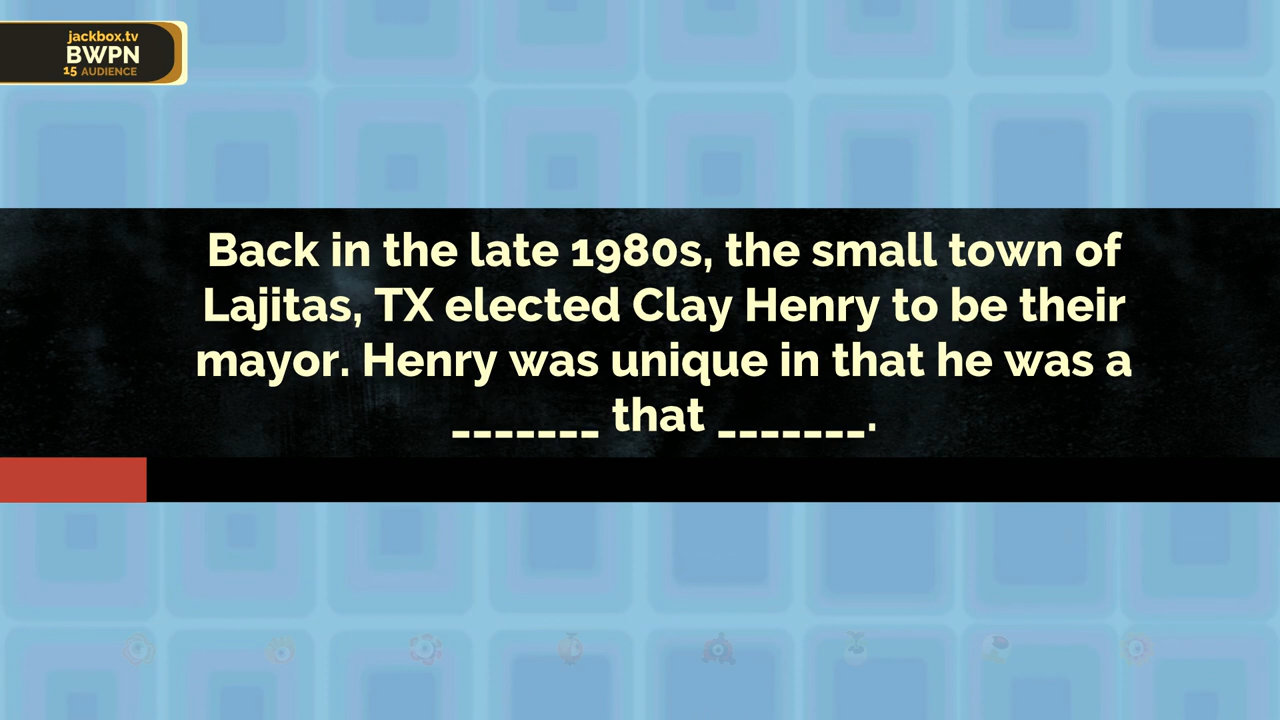 jackbox.tv
BWPN
15 AUDIENCE
Back in the late 1980s, the small town of
Lajitas, TX elected Clay Henry to be their
mayor. Henry was unique in that he was a
_______ that _______.